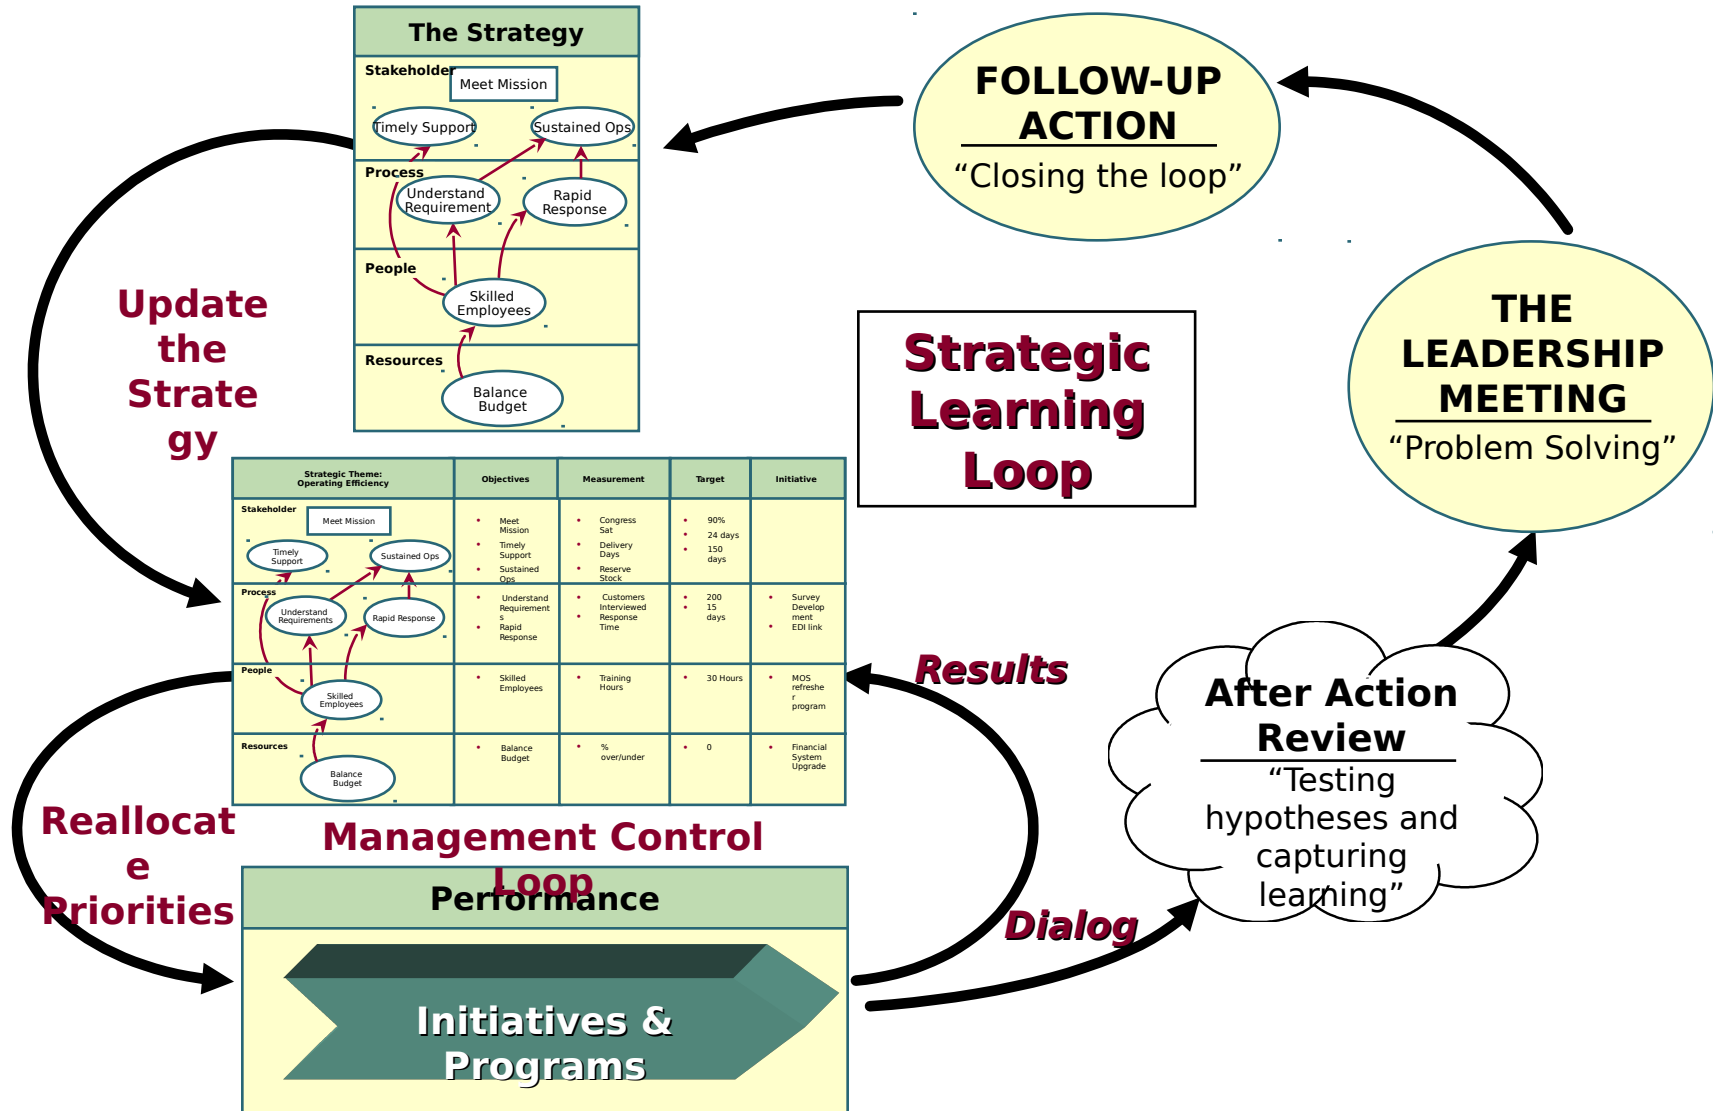 The Strategy
Stakeholder
Meet Mission
Timely Support
Sustained Ops
Process
Understand
Requirement
Rapid
Response
People
Skilled
Employees
Resources
Balance
Budget
FOLLOW-UP
ACTION
“Closing the loop”
THE
LEADERSHIP
MEETING
“Problem Solving”
Strategic
Learning
Loop
Update
the
Strate
gy
Strategic Theme:
Operating Efficiency
Objectives
Measurement
Target
Initiative
Stakeholder
Meet Mission
Timely
Support
Sustained Ops
• Meet
Mission
• Timely
Support
• Sustained
Ops
• Congress
Sat
• Delivery
Days
• Reserve
Stock
• 90%
• 24 days
• 150
days
Process
Understand
Requirements
Rapid Response
• Understand
Requirement
s
• Rapid
Response
• Customers
Interviewed
• Response
Time
• 200
• 15
days
• Survey
Develop
ment
• EDI link
People
Skilled
Employees
• Skilled
Employees
• Training
Hours
• 30 Hours
• MOS
refreshe
r
program
Resources
Balance
Budget
• Balance
Budget
• %
over/under
• 0
• Financial
System
Upgrade
Results
After Action
Review
“Testing
hypotheses and
capturing
learning”
Reallocat
e
Priorities
Management Control
Loop
Performance
Dialog
Initiatives &
Programs